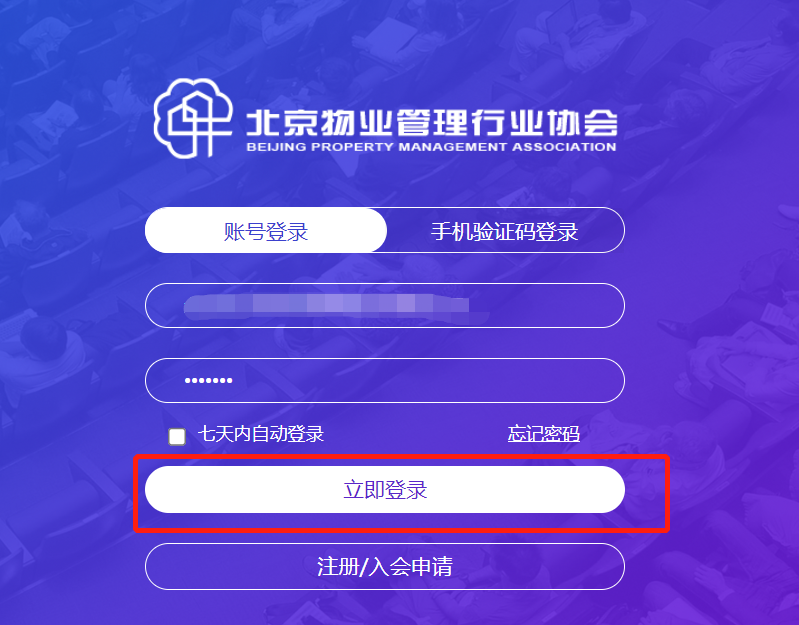 北京物业管理行业协会
BEIJING PROPERTY MANAGEMENT ASSOCIATION
账号登录 手机验证码登录
•••••••
七天内自动登录 忘记密码
立即登录
注册/入会申请